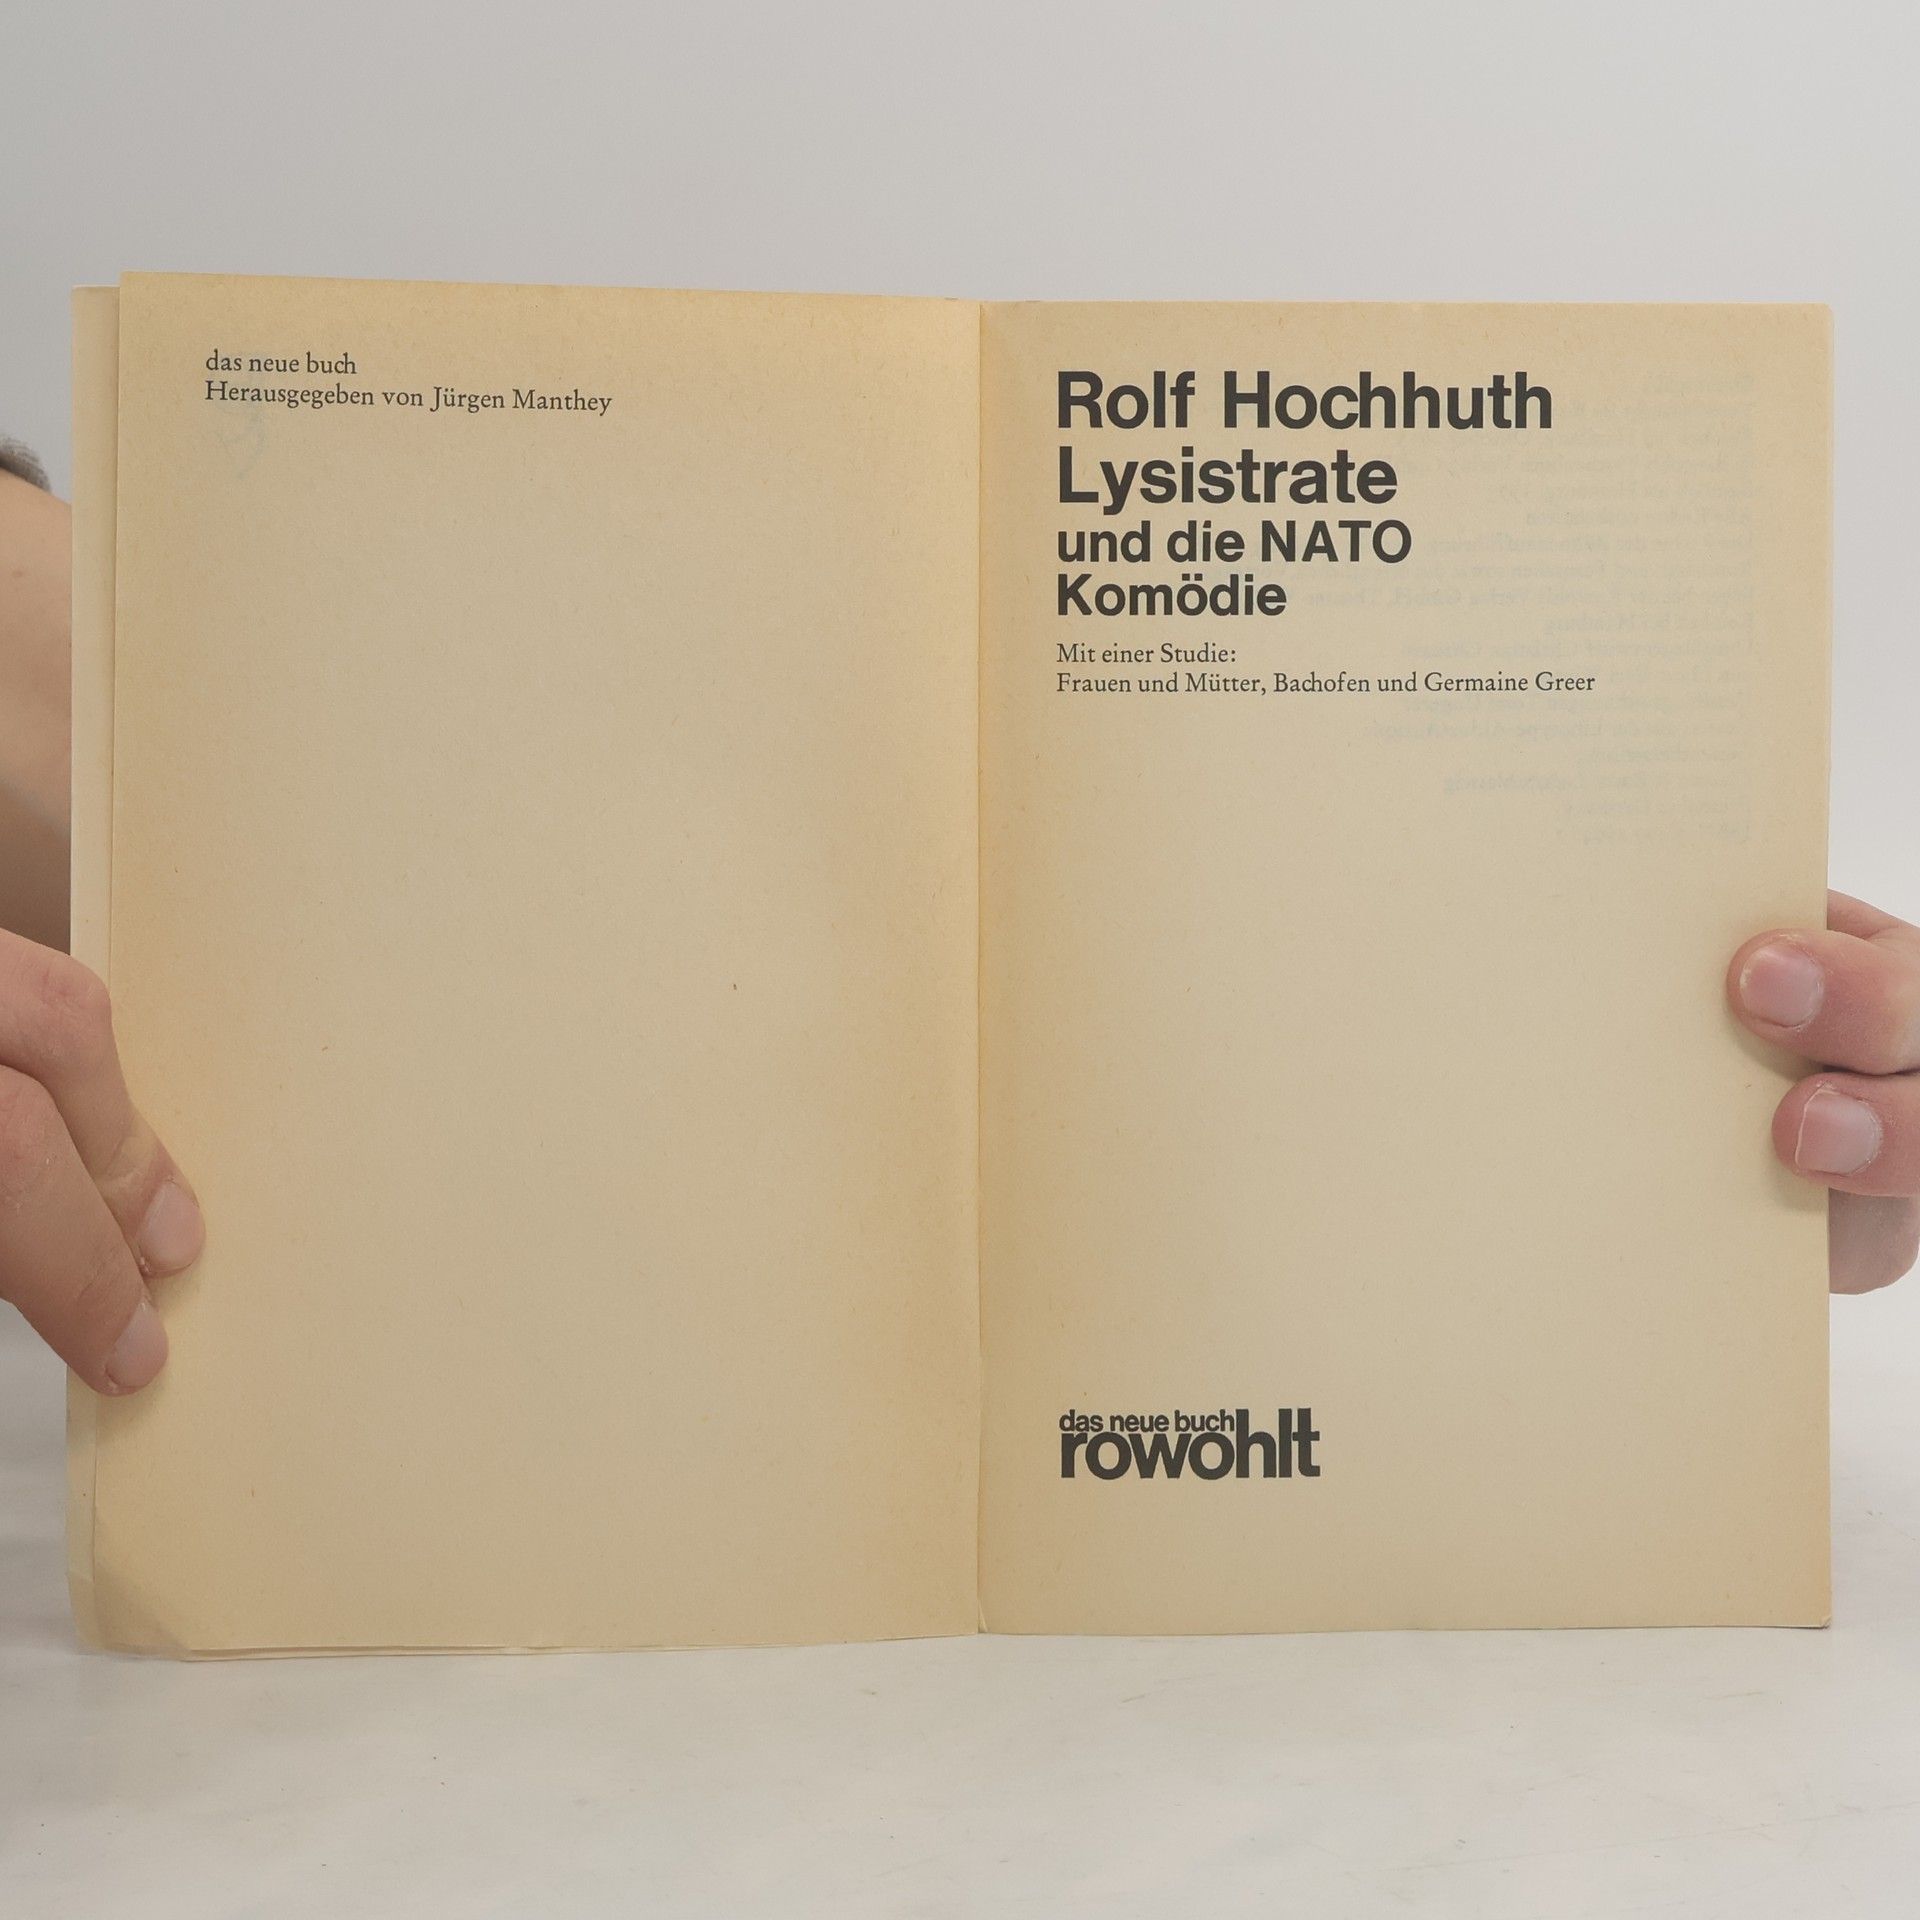 das neue buch
Herausgegeben von Jürgen Manthey
Rolf Hochhuth
Lysistrate
und die NATO
Komödie
Mit einer Studie:
Frauen und Mütter, Bachofen und Germaine Greer
das neue buch
rowohlt